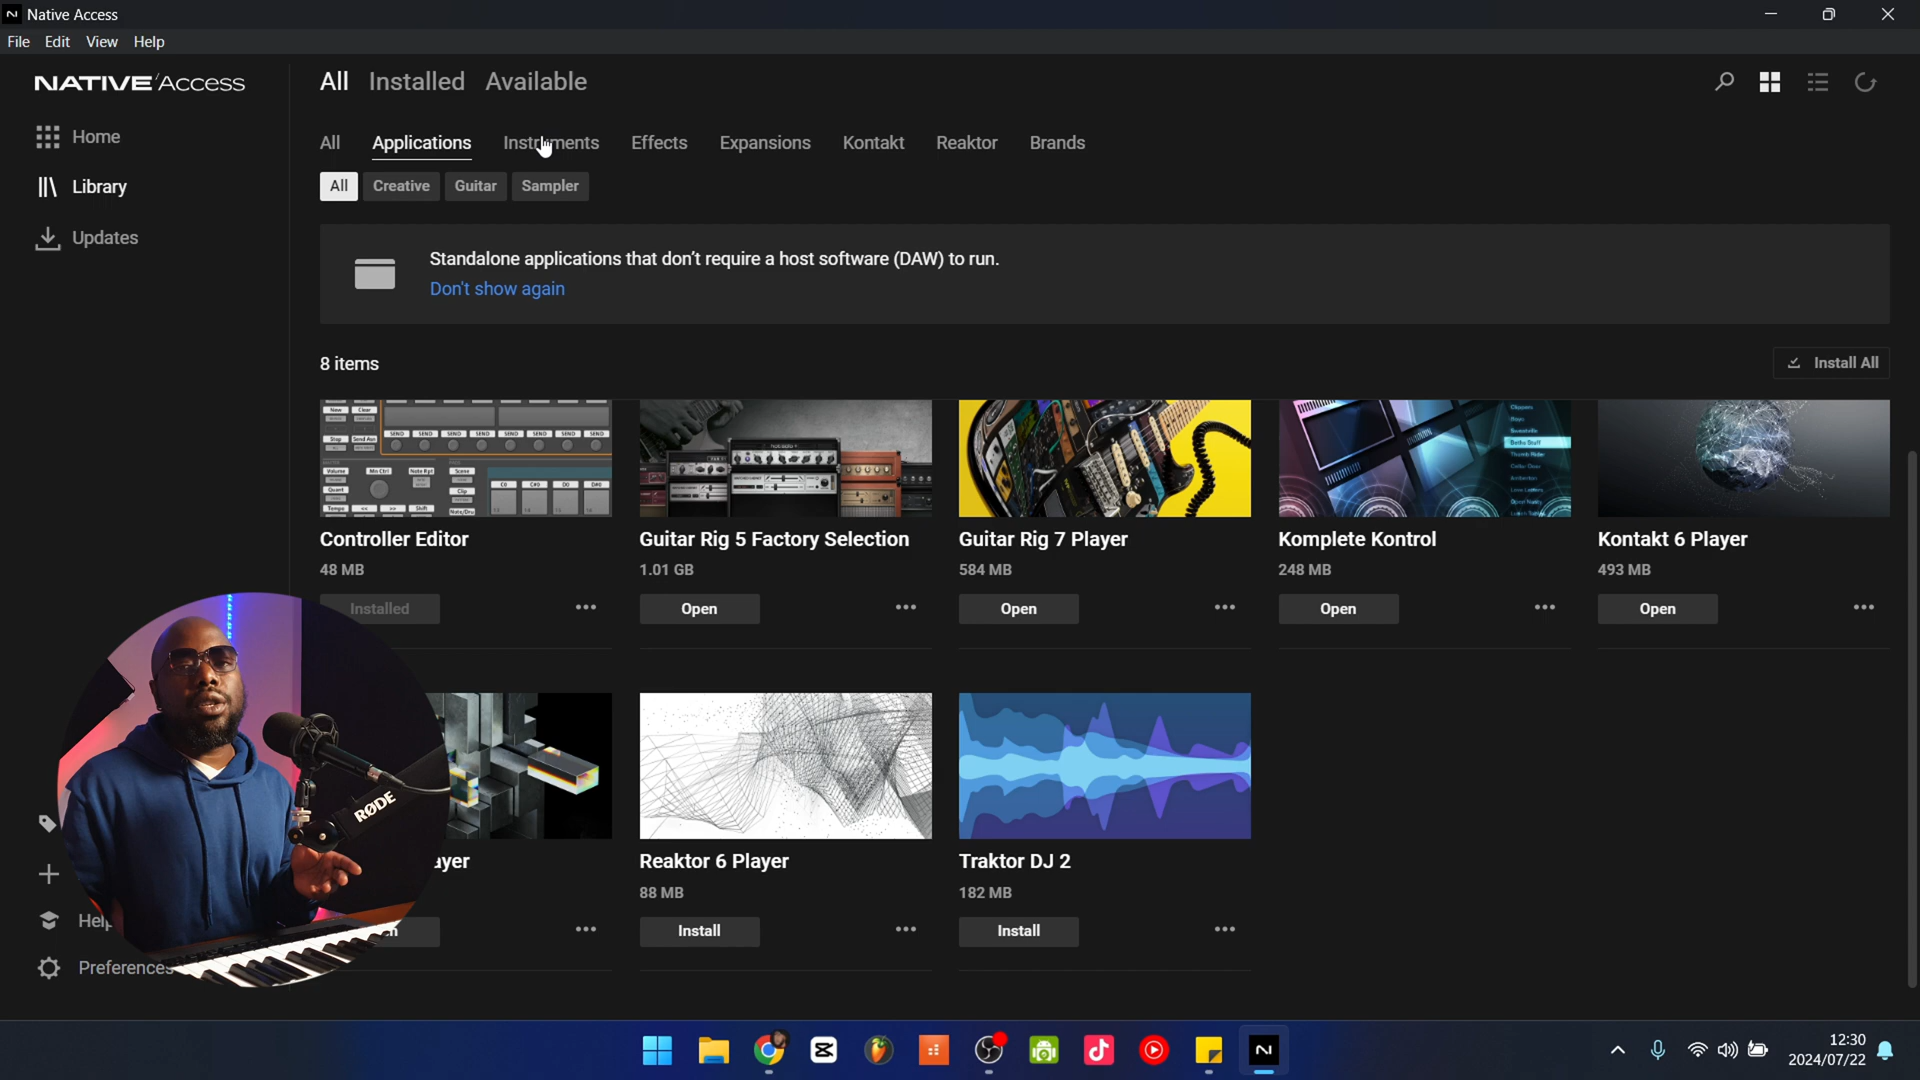 Native Access
File Edit View Help
NATIVE ACCESS
All Installed Available
Home
Library
Updates
All Applications Instruments Effects Expansions Kontakt Reaktor Brands
All Creative Guitar Sampler
Standalone applications that don't require a host software (DAW) to run.
Don't show again
8 items
Install All
Controller Editor
48 MB
Installed
Guitar Rig 5 Factory Selection
1.01 GB
Open
Guitar Rig 7 Player
584 MB
Open
Komplete Kontrol
248 MB
Open
Kontakt 6 Player
493 MB
Open
Reaktor 6 Player
88 MB
Install
Traktor DJ 2
182 MB
Install
RØDE
Preferences
12:30
2024/07/22